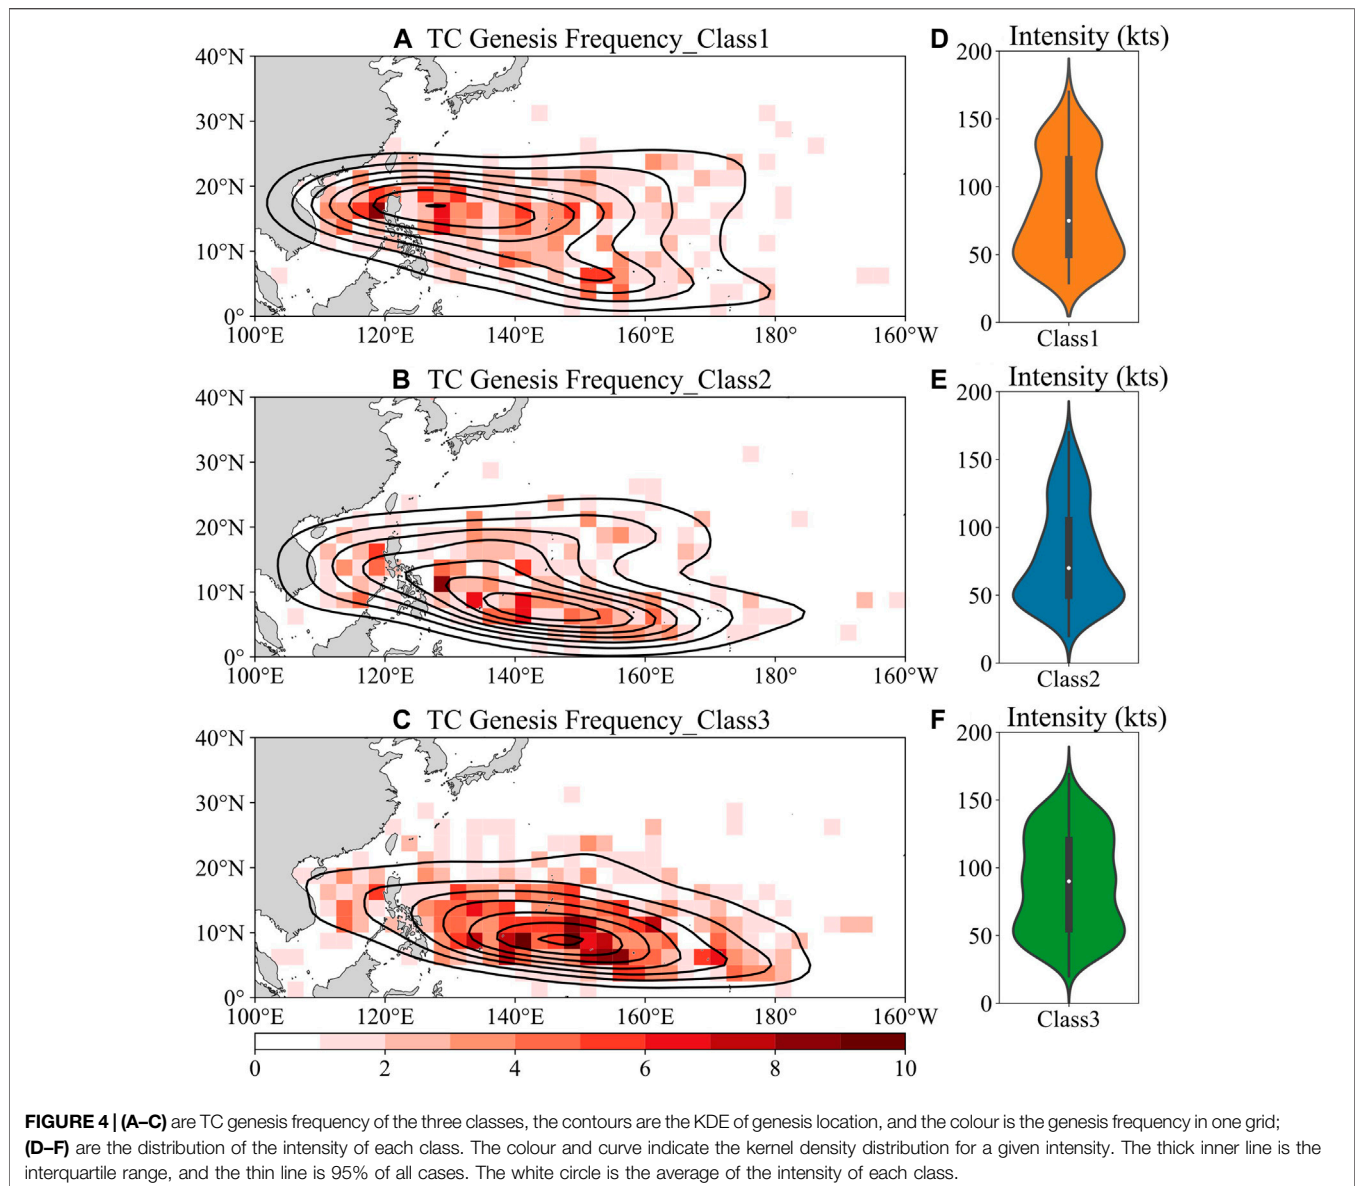 A TC Genesis Frequency_Class1
40°N
30°N
20°N
10°N
0°
100°E 120°E 140°E 160°E 180° 160°W
D Intensity (kts)
200
150
100
50
0
Class1
B TC Genesis Frequency_Class2
40°N
30°N
20°N
10°N
0°
100°E 120°E 140°E 160°E 180° 160°W
E Intensity (kts)
200
150
100
50
0
Class2
C TC Genesis Frequency_Class3
40°N
30°N
20°N
10°N
0°
100°E 120°E 140°E 160°E 180° 160°W
F Intensity (kts)
200
150
100
50
0
Class3
0 2 4 6 8 10
FIGURE 4 | (A–C) are TC genesis frequency of the three classes, the contours are the KDE of genesis location, and the colour is the genesis frequency in one grid;
(D–F) are the distribution of the intensity of each class. The colour and curve indicate the kernel density distribution for a given intensity. The thick inner line is the
interquartile range, and the thin line is 95% of all cases. The white circle is the average of the intensity of each class.